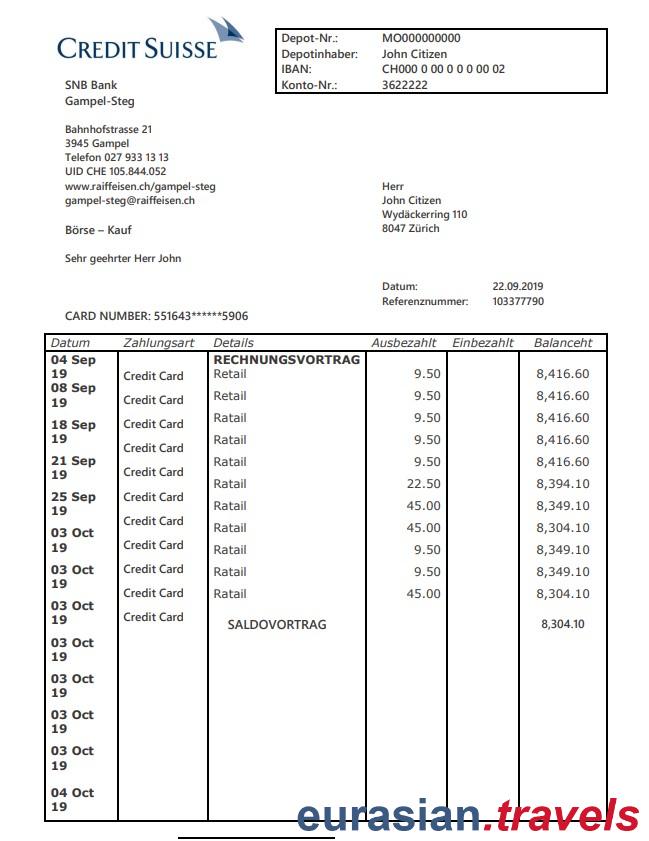 CREDIT SUISSE
Depot-Nr.: MO000000000
Depotinhaber: John Citizen
IBAN: CH000 0 00 0 0 0 00 02
Konto-Nr.: 3622222
SNB Bank
Gampel-Steg
Bahnhofstrasse 21
3945 Gampel
Telefon 027 933 13 13
UID CHE 105.844.052
www.raiffeisen.ch/gampel-steg
gampel-steg@raiffeisen.ch
Herr
John Citizen
Wydäckerring 110
8047 Zürich
Börse – Kauf
Sehr geehrter Herr John
Datum: 22.09.2019
Referenznummer: 103377790
CARD NUMBER: 551643******5906
Datum Zahlungsart Details Ausbezahlt Einbezahlt Balanceht
04 Sep RECHNUNGSVORTRAG
19 Credit Card Retail 9.50 8,416.60
08 Sep
19 Credit Card Retail 9.50 8,416.60
Ratail 9.50 8,416.60
18 Sep Credit Card
19 Credit Card Ratail 9.50 8,416.60
21 Sep Ratail 9.50 8,416.60
19 Credit Card
Ratail 22.50 8,394.10
25 Sep Credit Card
19 Ratail 45.00 8,349.10
Credit Card
03 Oct Ratail 45.00 8,304.10
19 Credit Card Ratail 9.50 8,349.10
03 Oct Credit Card Ratail 9.50 8,349.10
19
Credit Card Ratail 45.00 8,304.10
03 Oct
19 Credit Card SALDOVORTRAG 8,304.10
03 Oct
19
03 Oct
19
03 Oct
19
03 Oct
19
04 Oct
19
eurasian.travels